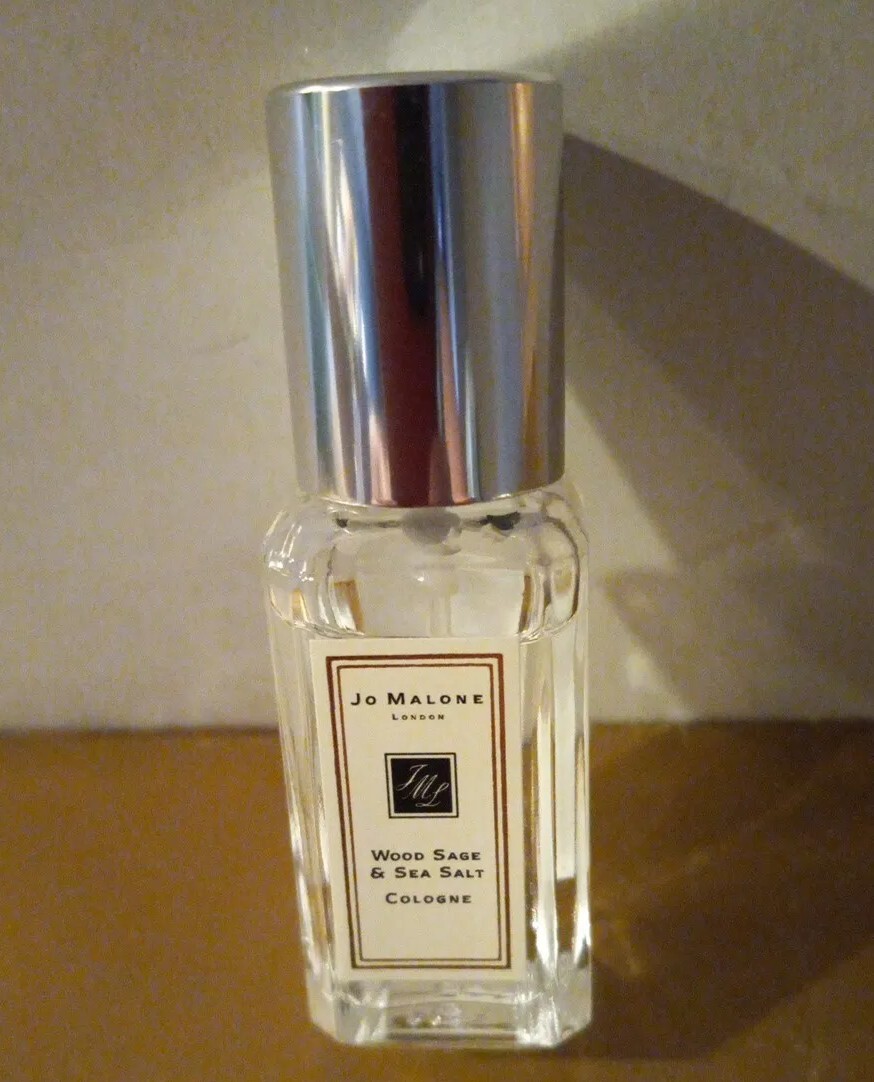 Jo Malone
London
JML
Wood Sage
& Sea Salt
Cologne